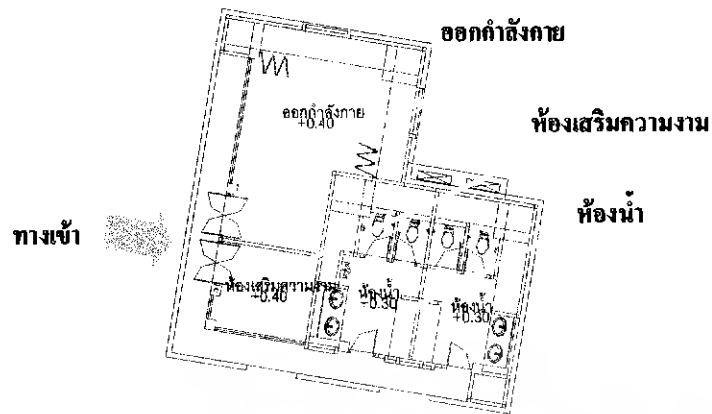 ออกกำลังกาย
ออกกำลังกาย
+0.40
ห้องเสริมความงาม
ห้องน้ำ
ทางเข้า
ห้องเสริมความงาม
+0.40
ห้องน้ำ
+0.30
ห้องน้ำ
+0.30